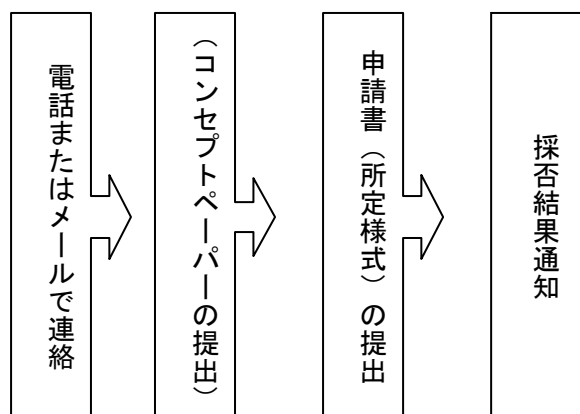 電話またはメールで連絡
（コンセプトペーパーの提出）
申請書（所定様式）の提出
採否結果通知